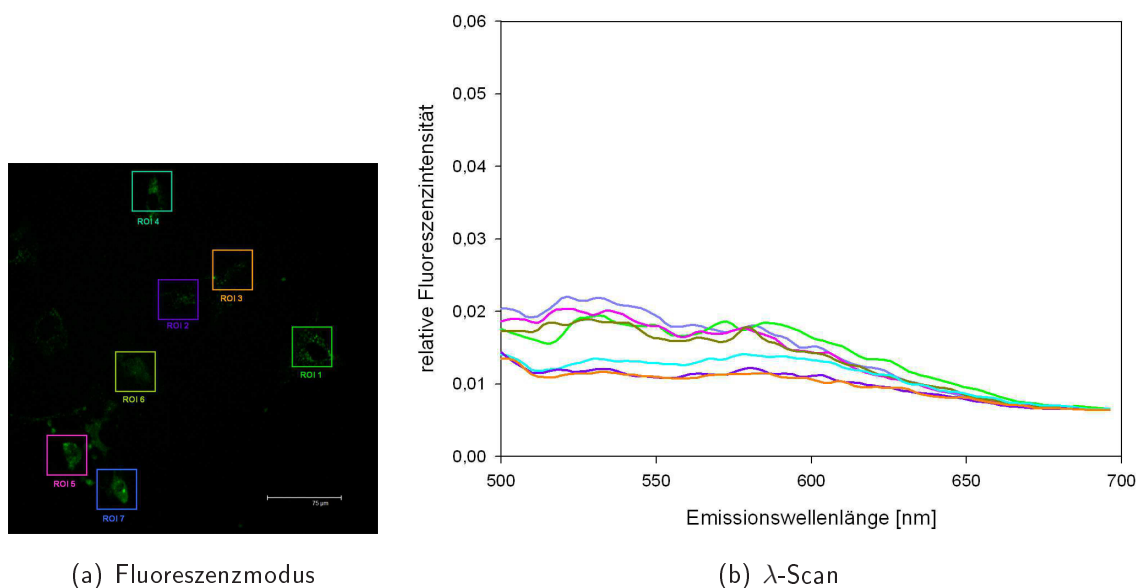 ROI 4
ROI 3
ROI 2
ROI 1
ROI 6
ROI 5
ROI 7
75 µm
(a) Fluoreszenzmodus
relative Fluoreszenzintensität
0,06
0,05
0,04
0,03
0,02
0,01
0,00
500 550 600 650 700
Emissionswellenlänge [nm]
(b) λ-Scan